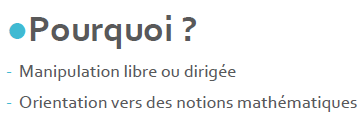 Pourquoi ?
- Manipulation libre ou dirigée
- Orientation vers des notions mathématiques